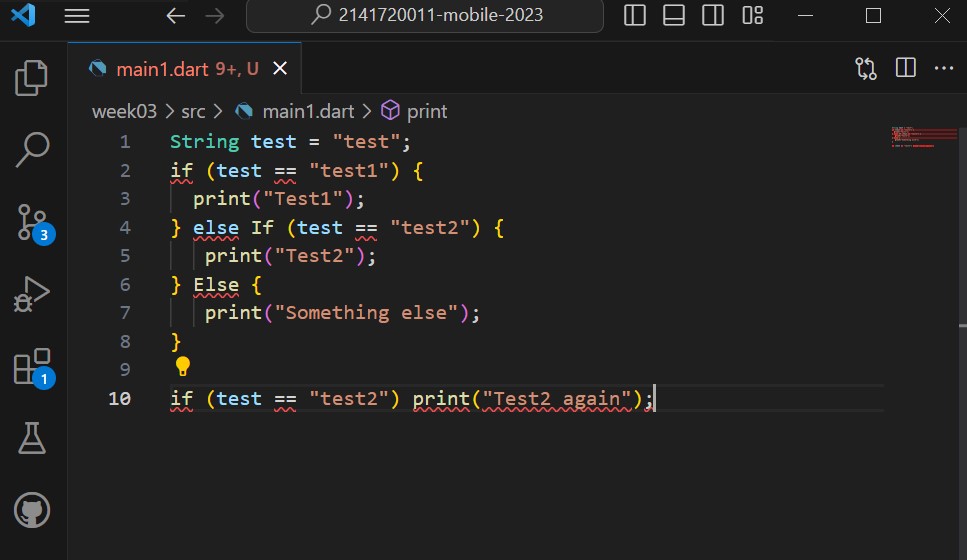 2141720011-mobile-2023
main1.dart 9+, U
week03 > src > main1.dart > print
1 String test = "test";
2 if (test == "test1") {
3 print("Test1");
4 } else If (test == "test2") {
5 print("Test2");
6 } Else {
7 print("Something else");
8 }
9
10 if (test == "test2") print("Test2 again");
3
1